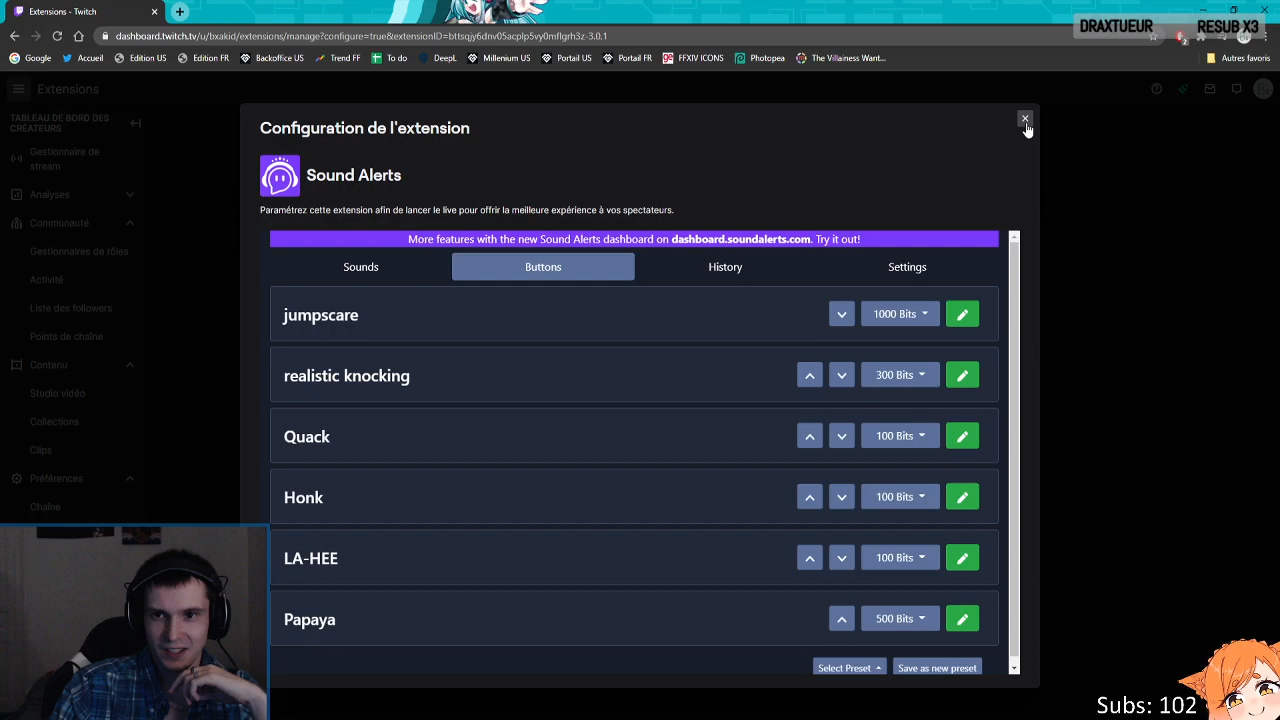 Extensions - Twitch
dashboard.twitch.tv/u/bxakid/extensions/manage?configure=true&extensionID=bttsqjy6dnv05acplp5vy0mflgrh3z-3.0.1
DRAXTUEUR
RESUB X3
Google
Accueil
Edition US
Edition FR
Backoffice US
Trend FF
To do
DeepL
Millenium US
Portail US
Portail FR
FFXIV COINS
Photopea
The Villainess Want...
Autres favoris
Extensions
TABLEAU DE BORD DES
CRÉATEURS
Gestionnaire de
stream
Analyses
Communauté
Gestionnaires de rôles
Activité
Liste des followers
Points de chaîne
Contenu
Studio vidéo
Collections
Clips
Préférences
Chaîne
Configuration de l'extension
Sound Alerts
Paramétrez cette extension afin de lancer le live pour offrir la meilleure expérience à vos spectateurs.
More features with the new Sound Alerts dashboard on dashboard.soundalerts.com. Try it out!
Sounds
Buttons
History
Settings
jumpscare
1000 Bits
realistic knocking
300 Bits
Quack
100 Bits
Honk
100 Bits
LA-HEE
100 Bits
Papaya
500 Bits
Select Preset
Save as new preset
Subs: 102